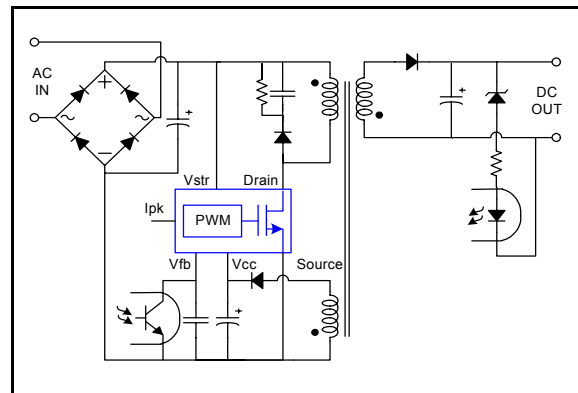 AC
IN
DC
OUT
+
~
~
−
+
+
Vstr
Drain
Ipk
PWM
Vfb
Vcc
Source
+